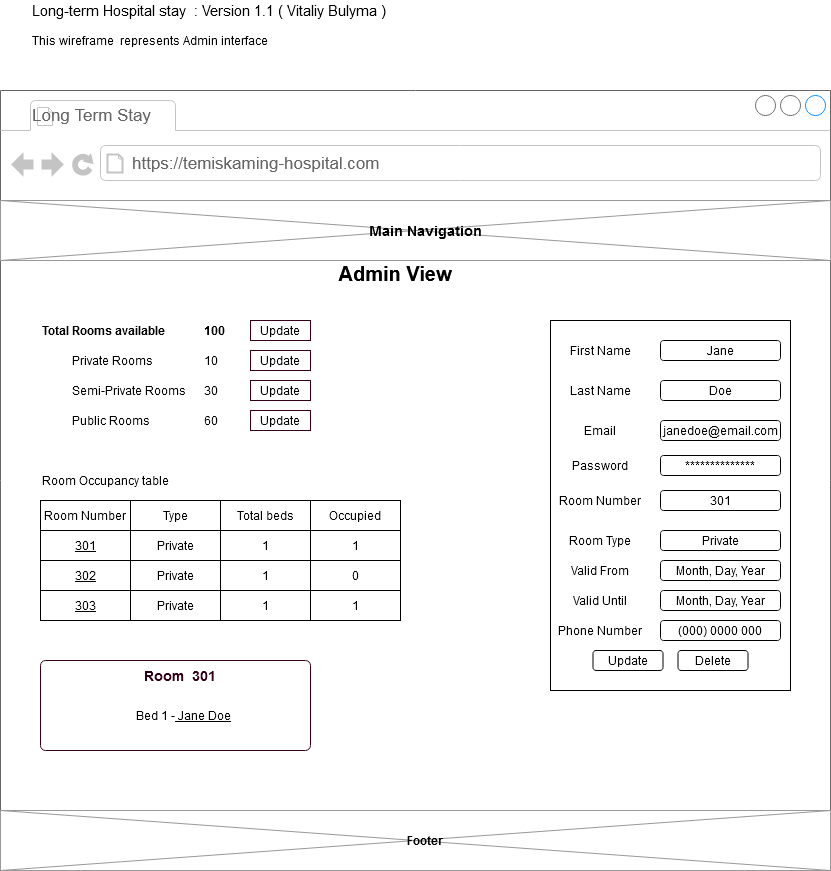 Long-term Hospital stay : Version 1.1 ( Vitaliy Bulyma )
This wireframe represents Admin interface
Long Term Stay
https://temiskaming-hospital.com
Main Navigation
Admin View
Total Rooms available 100 Update
Private Rooms 10 Update
Semi-Private Rooms 30 Update
Public Rooms 60 Update
Room Occupancy table
Room Number Type Total beds Occupied
301 Private 1 1
302 Private 1 0
303 Private 1 1
Room 301
Bed 1 - Jane Doe
First Name Jane
Last Name Doe
Email janedoe@email.com
Password **************
Room Number 301
Room Type Private
Valid From Month, Day, Year
Valid Until Month, Day, Year
Phone Number (000) 0000 000
Update Delete
Footer